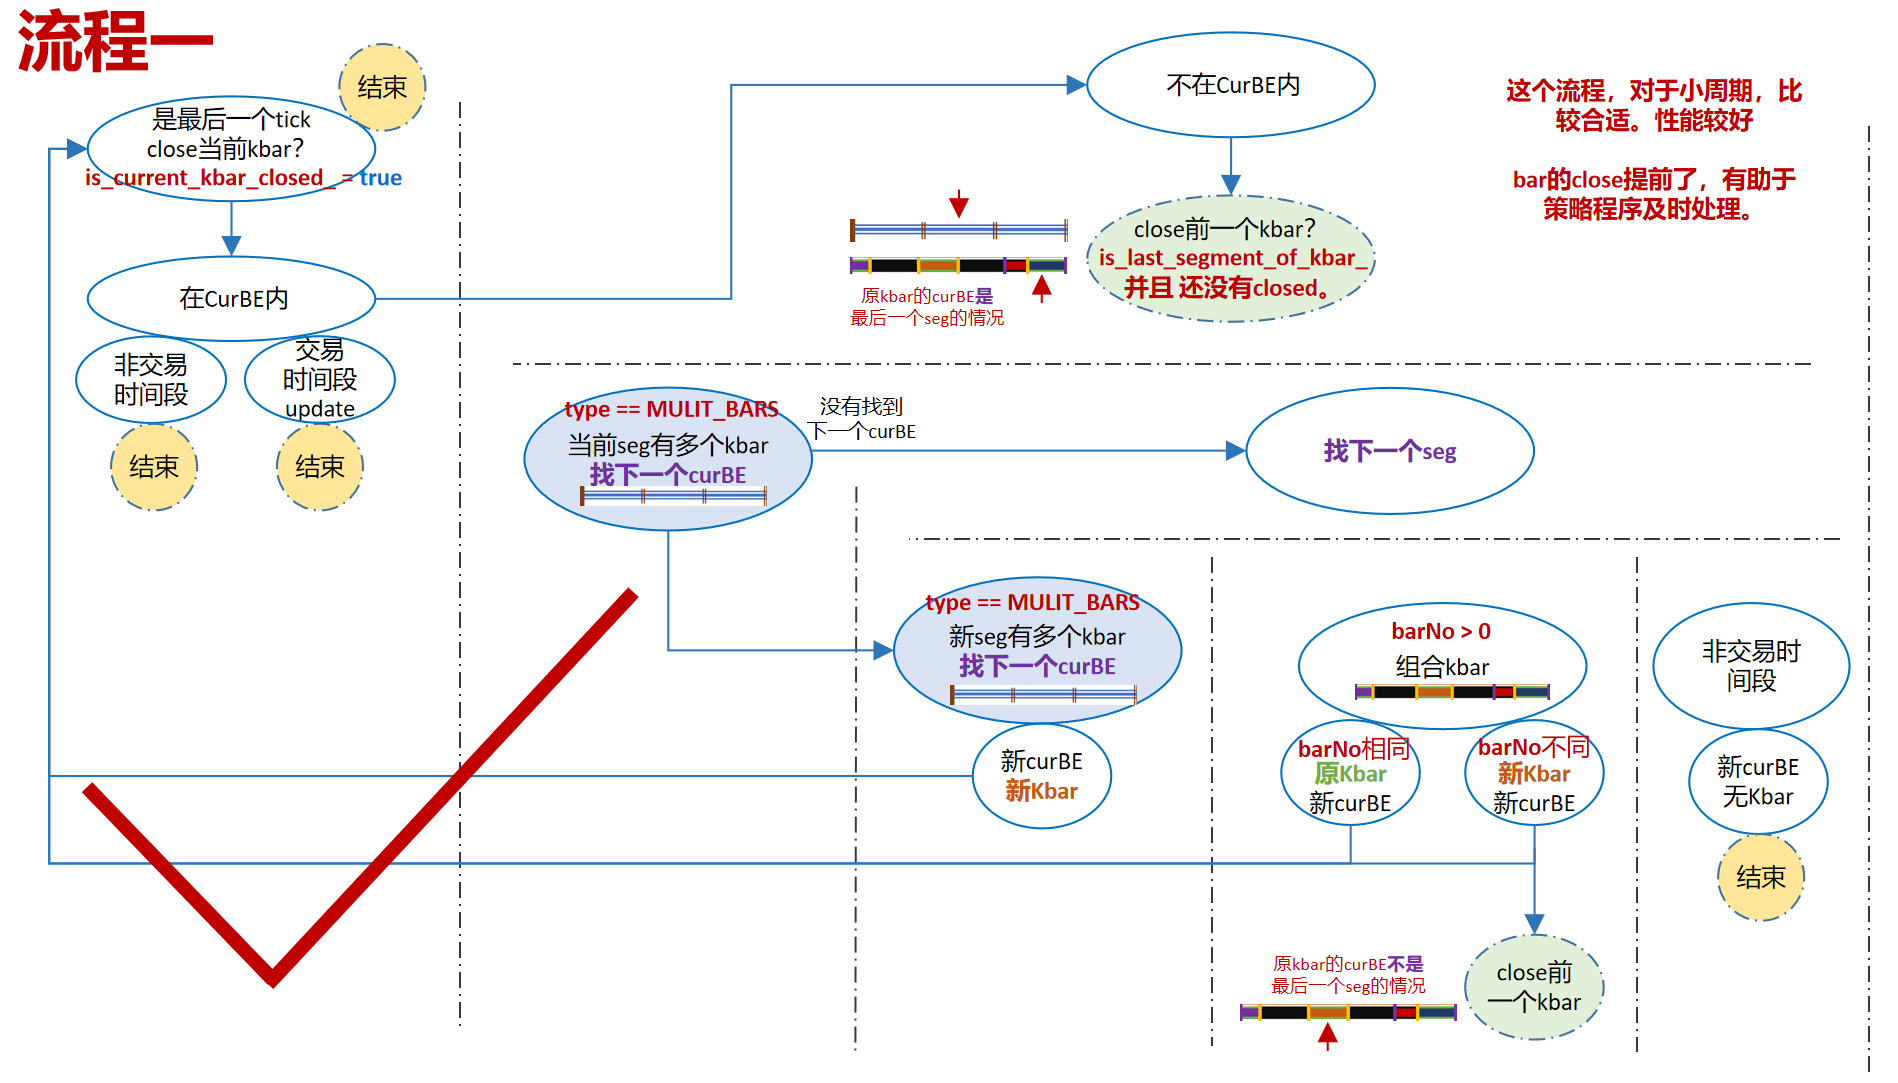 流程一
结束
是最后一个tick
close当前kbar？
is_current_kbar_closed_ = true
在CurBE内
非交易
时间段
交易
时间段
update
结束
结束
不在CurBE内
close前一个kbar？
is_last_segment_of_kbar_
并且 还没有closed。
原kbar的curBE是
最后一个seg的情况
这个流程，对于小周期，比
较合适。性能较好
bar的close提前了，有助于
策略程序及时处理。
type == MULIT_BARS
当前seg有多个kbar
找下一个curBE
没有找到
下一个curBE
找下一个seg
type == MULIT_BARS
新seg有多个kbar
找下一个curBE
新curBE
新Kbar
barNo > 0
组合kbar
barNo相同
原Kbar
新curBE
barNo不同
新Kbar
新curBE
非交易时
间段
新curBE
无Kbar
结束
原kbar的curBE不是
最后一个seg的情况
close前
一个kbar